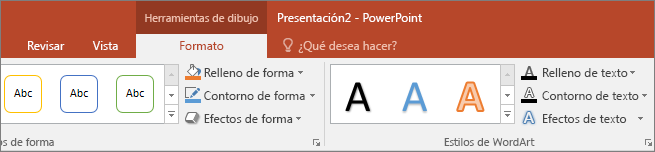 Herramientas de dibujo Presentación2 - PowerPoint
Revisar Vista Formato ¿Qué desea hacer?
Abc Abc Abc Relleno de forma A A A Relleno de texto
Contorno de forma Contorno de texto
Efectos de forma Efectos de texto
os de forma Estilos de WordArt